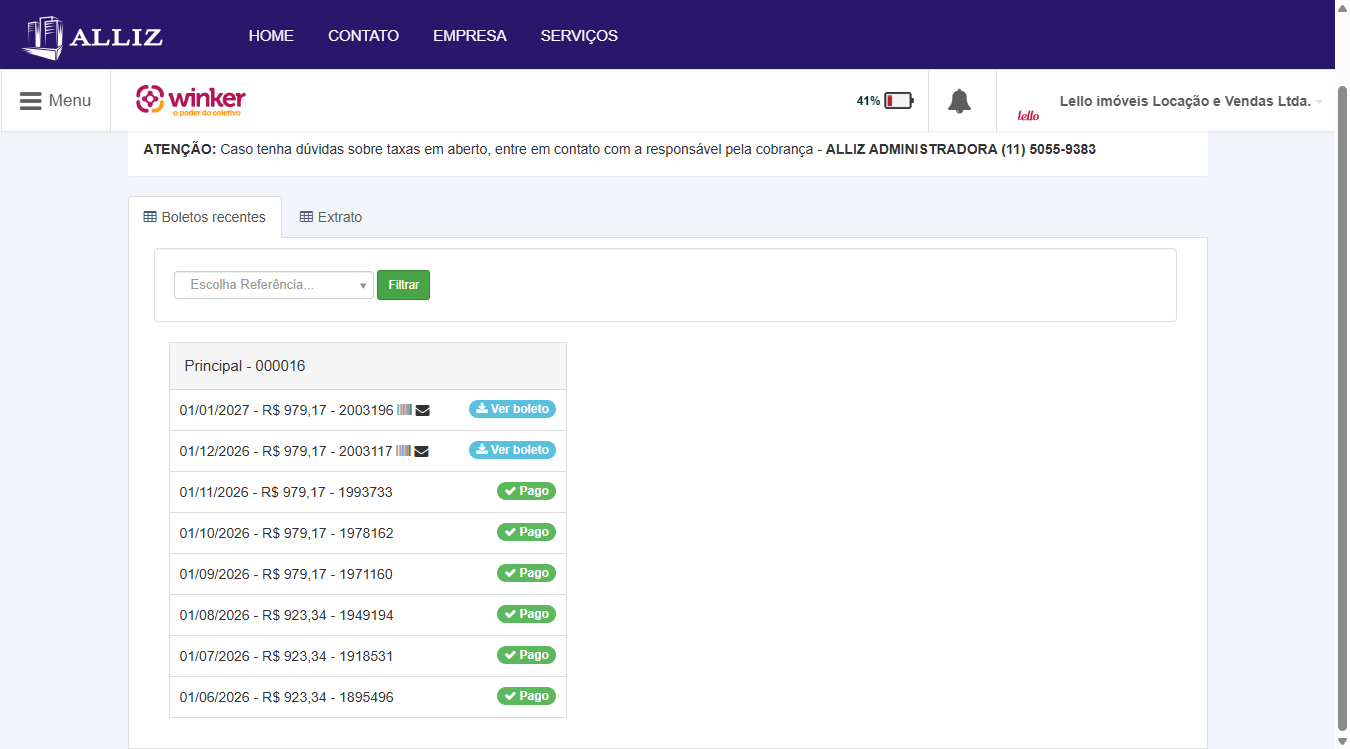 ALLIZ HOME CONTATO EMPRESA SERVIÇOS
Menu winker 41% lello Lello imóveis Locação e Vendas Ltda.
o poder do coletivo
ATENÇÃO: Caso tenha dúvidas sobre taxas em aberto, entre em contato com a responsável pela cobrança - ALLIZ ADMINISTRADORA (11) 5055-9383
Boletos recentes Extrato
Escolha Referência... Filtrar
Principal - 000016
01/01/2027 - R$ 979,17 - 2003196 Ver boleto
01/12/2026 - R$ 979,17 - 2003117 Ver boleto
01/11/2026 - R$ 979,17 - 1993733 Pago
01/10/2026 - R$ 979,17 - 1978162 Pago
01/09/2026 - R$ 979,17 - 1971160 Pago
01/08/2026 - R$ 923,34 - 1949194 Pago
01/07/2026 - R$ 923,34 - 1918531 Pago
01/06/2026 - R$ 923,34 - 1895496 Pago